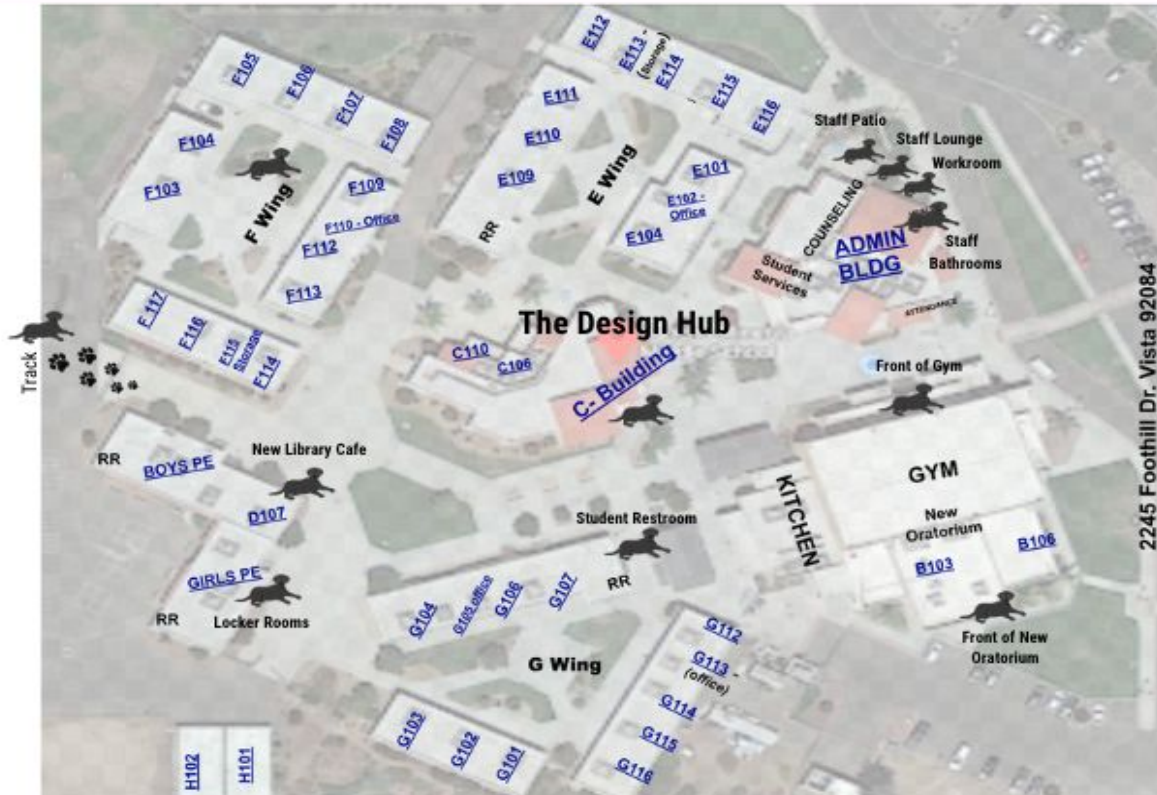 E112
E113 -
(Storage)
E114
E115
E116
F105
F106
F107
F108
E111
E110
E109
RR
E Wing
F104
F103
F Wing
F109
F110 - Office
F112
F113
E101
E102 -
Office
E104
Staff Patio
Staff Lounge
Workroom
COUNSELING
ADMIN
BLDG
Staff
Bathrooms
Student
Services
ATTENDANCE
F 117
F116
F115
Storage
F114
Track
The Design Hub
C110
C106
C- Building
Front of Gym
2245 Foothill Dr. Vista 92084
RR
BOYS PE
New Library Cafe
D107
GYM
KITCHEN
New
Oratorium
B103
B106
Student Restroom
GIRLS PE
RR
Locker Rooms
G104
G105 office
G106
G107
RR
Front of New
Oratorium
G Wing
G112
G113 -
(office)
G114
G115
G116
G103
G102
G101
H102
H101